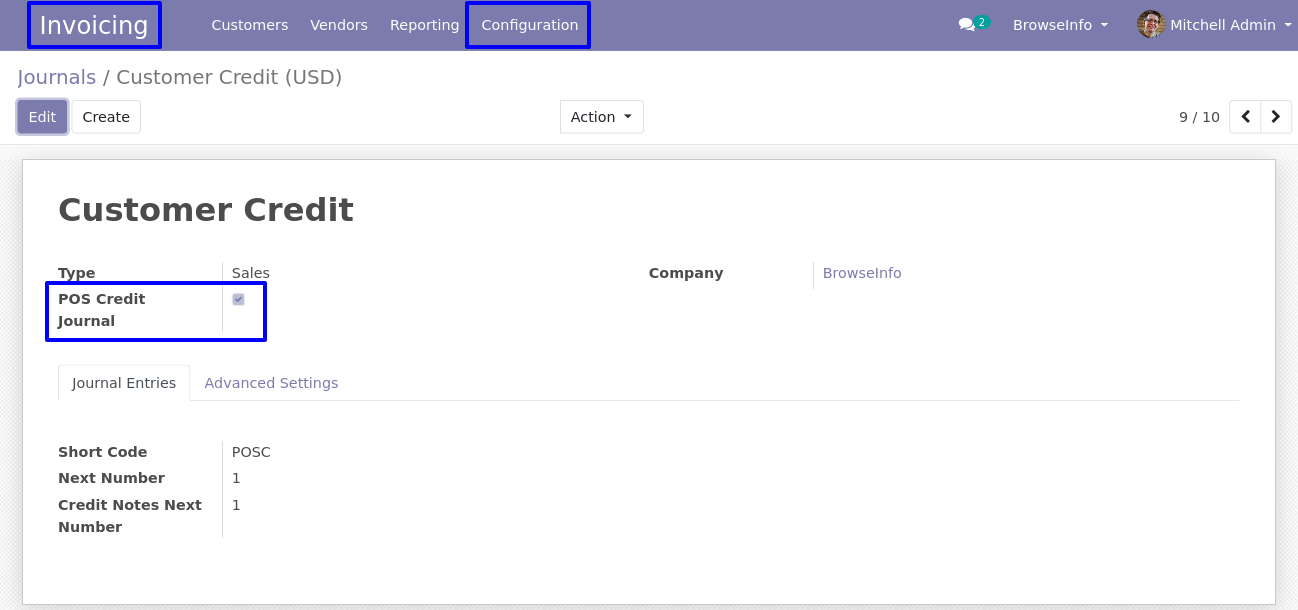 Invoicing Customers Vendors Reporting Configuration 2 BrowseInfo Mitchell Admin
Journals / Customer Credit (USD)
Edit Create Action 9 / 10
Customer Credit
Type Sales Company BrowseInfo
POS Credit
Journal
Journal Entries Advanced Settings
Short Code POSC
Next Number 1
Credit Notes Next 1
Number